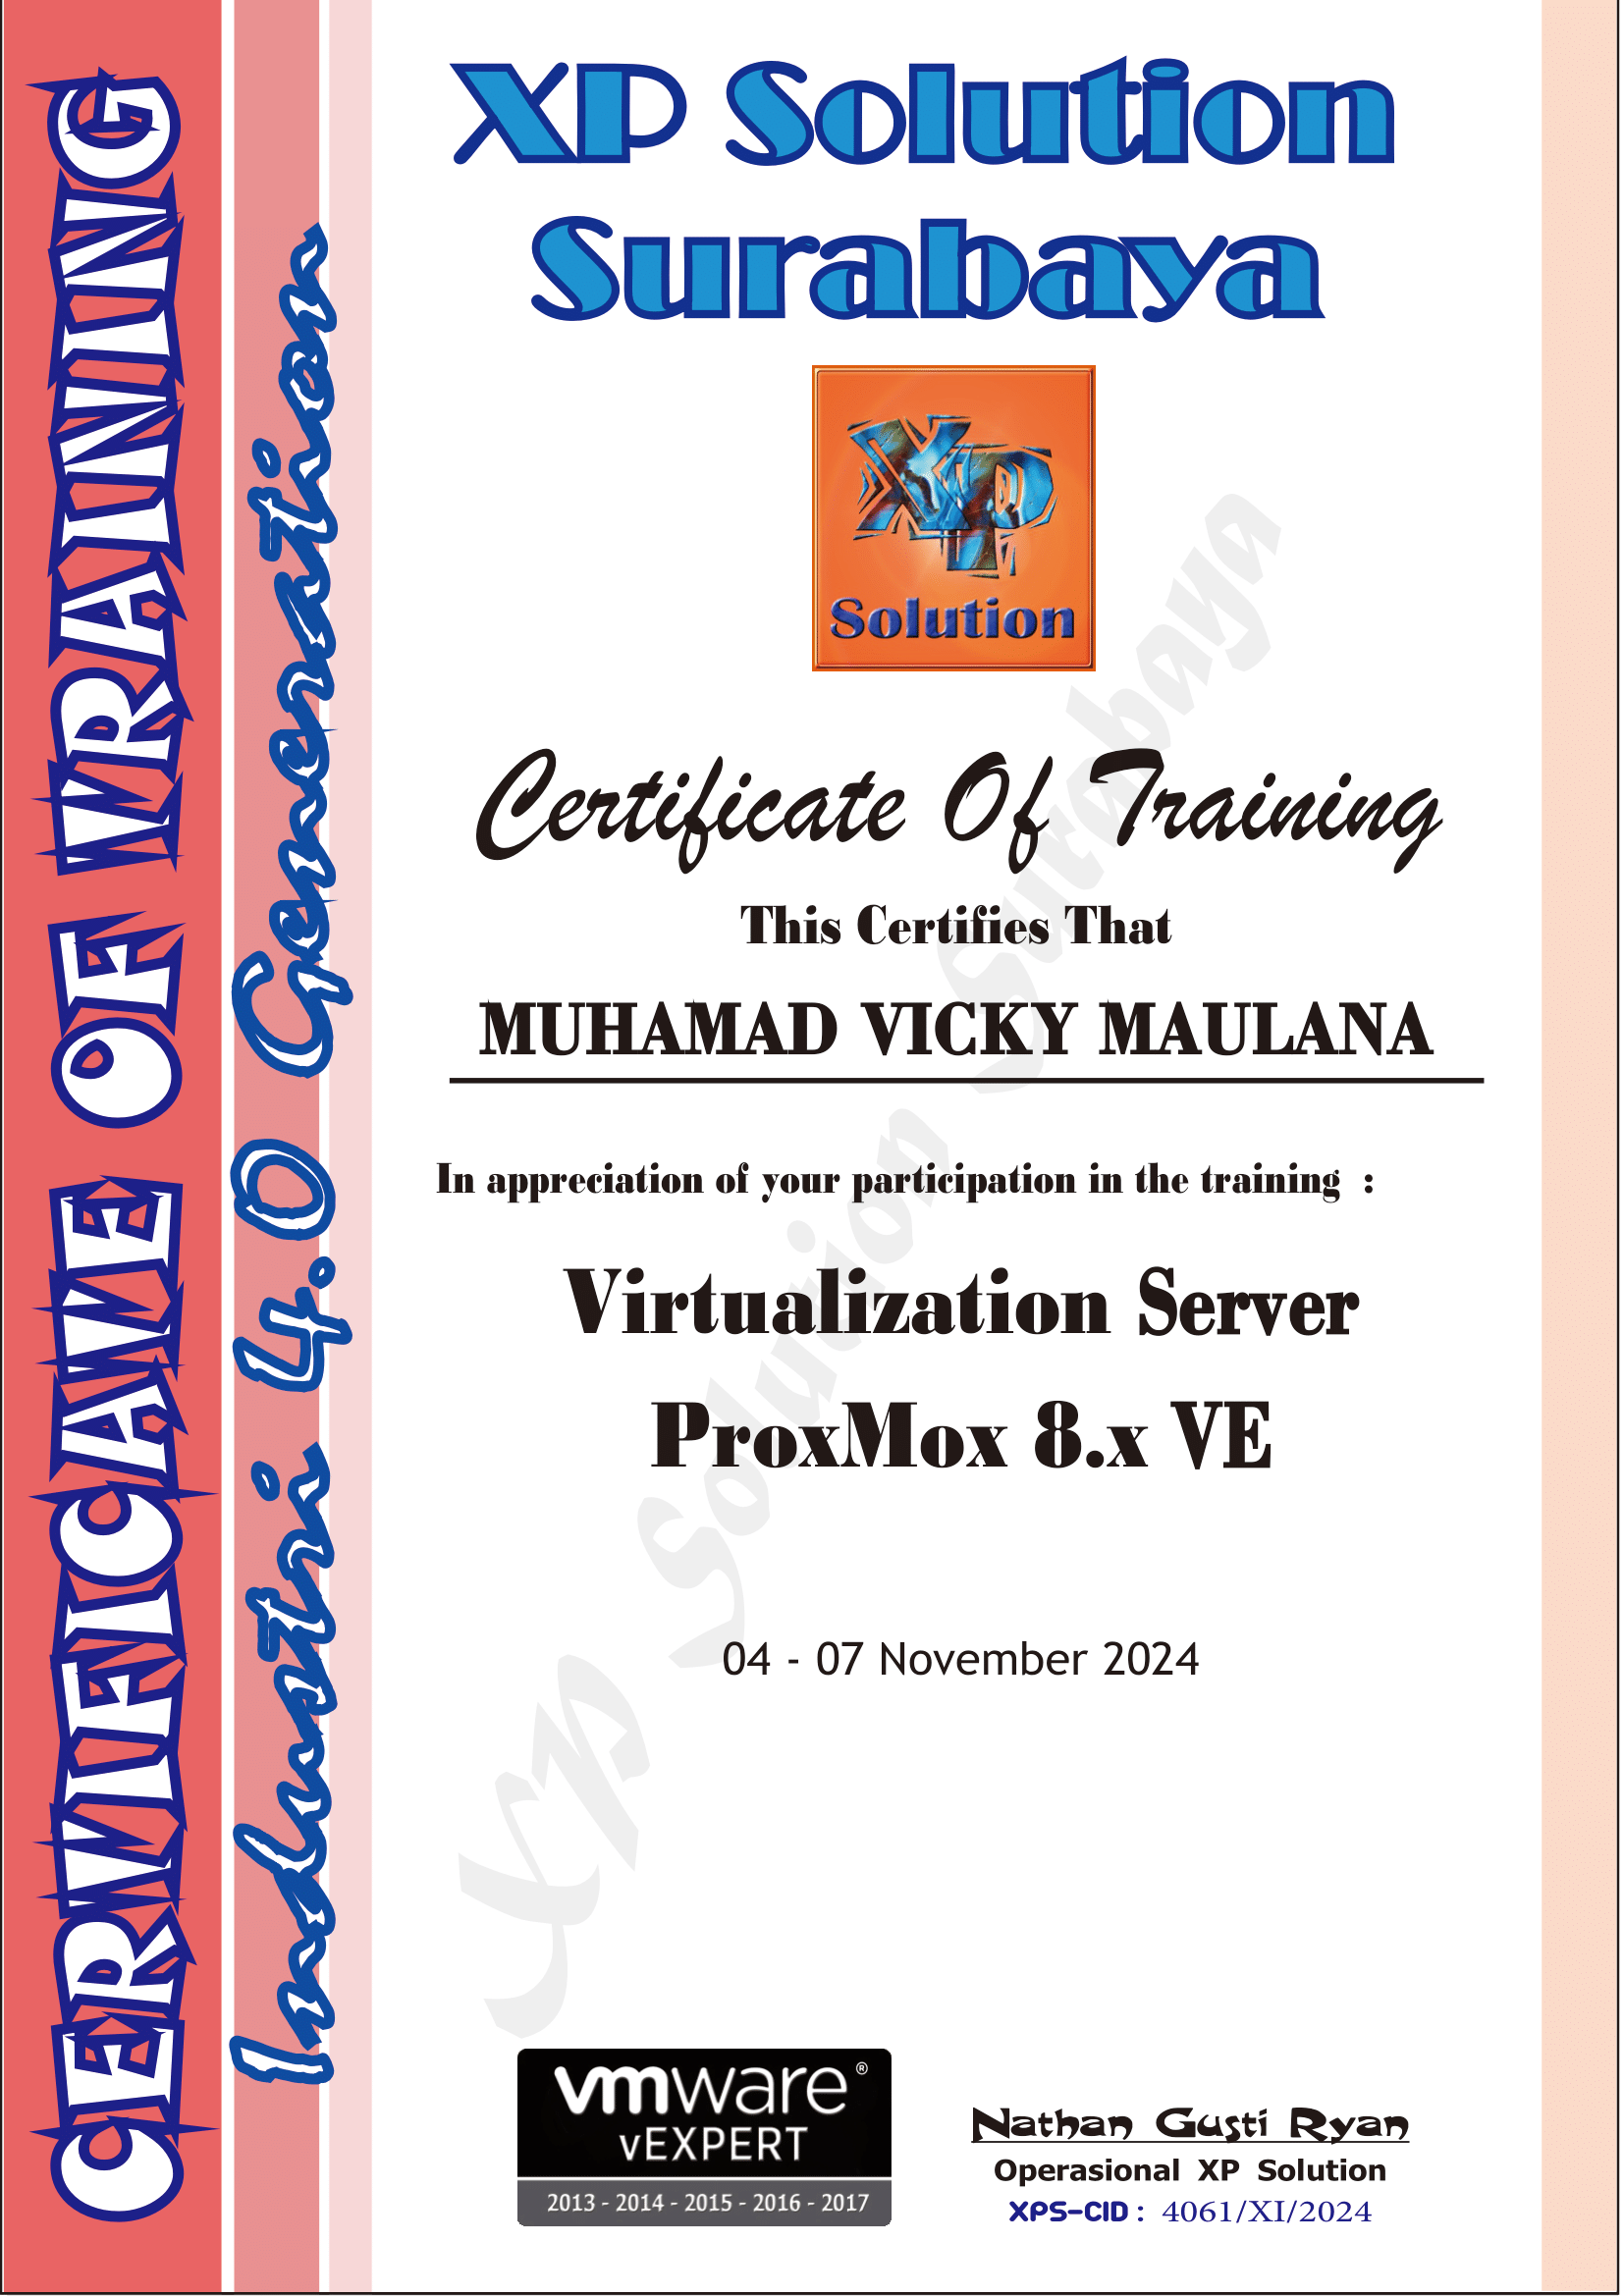 XP Solution
Surabaya
XP
Solution
Certificate Of Training
This Certifies That
MUHAMAD VICKY MAULANA
In appreciation of your participation in the training :
Virtualization Server
ProxMox 8.x VE
04 - 07 November 2024
vmware®
vEXPERT
2013 - 2014 - 2015 - 2016 - 2017
Nathan Gusti Ryan
Operasional XP Solution
XPS-CID : 4061/XI/2024
CERWIFICAWE OF WRAINING
Industri 4.0 Generation
Xp Solution Surabaya